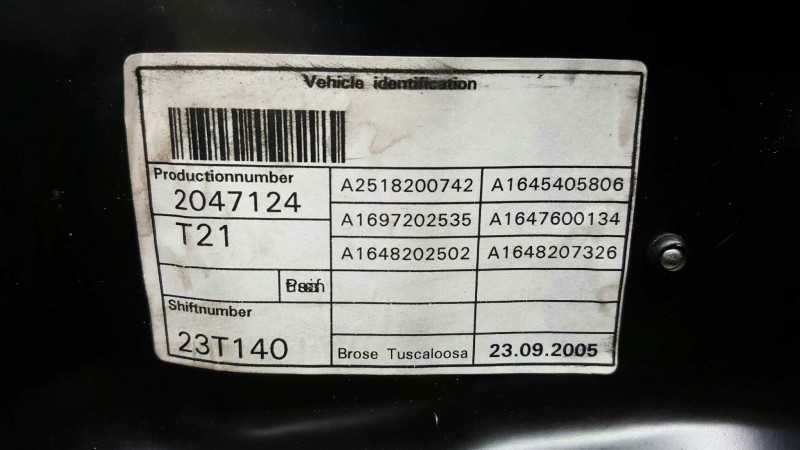 Vehicle identification
Productionnumber
2047124
T21
A2518200742 A1645405806
A1697202535 A1647600134
A1648202502 A1648207326
Shiftnumber
23T140
Brose Tuscaloosa 23.09.2005